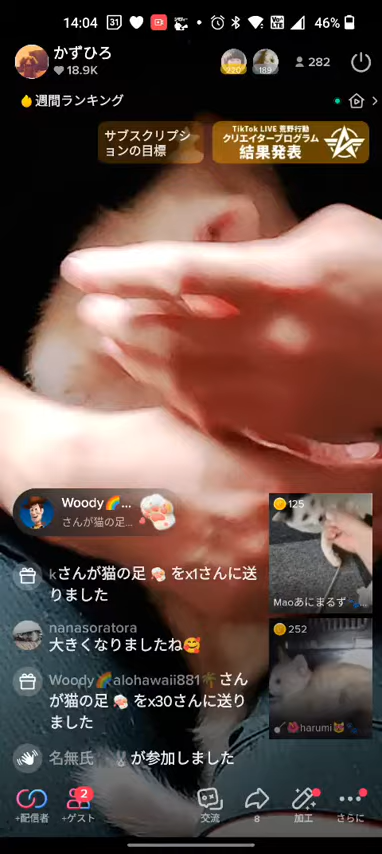 14:04 31 46%
かずひろ
18.9K
220 189 282
週間ランキング
サブスクリプシ
ョンの目標
TikTok LIVE 荒野行動
クリエイタープログラム
結果発表
Woody🌈...
さんが猫の足...
125
kさんが猫の足 をx1さんに送
りました
Maoあにまるず🐾...
nanasoratora
大きくなりましたね🥰
252
Woody🌈alohawaii881🌴さん
が猫の足 をx30さんに送り
ました
harumi
名無氏 が参加しました
2
+配信者 +ゲスト 交流 8 加工 さらに